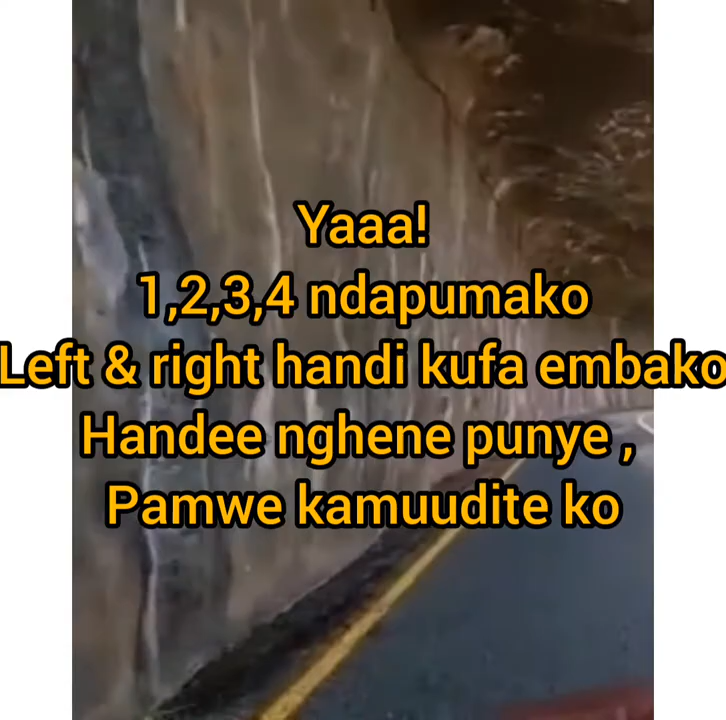 Yaaa!
1,2,3,4 ndapumako
Left & right handi kufa embako
Handee nghene punye ,
Pamwe kamuudite ko